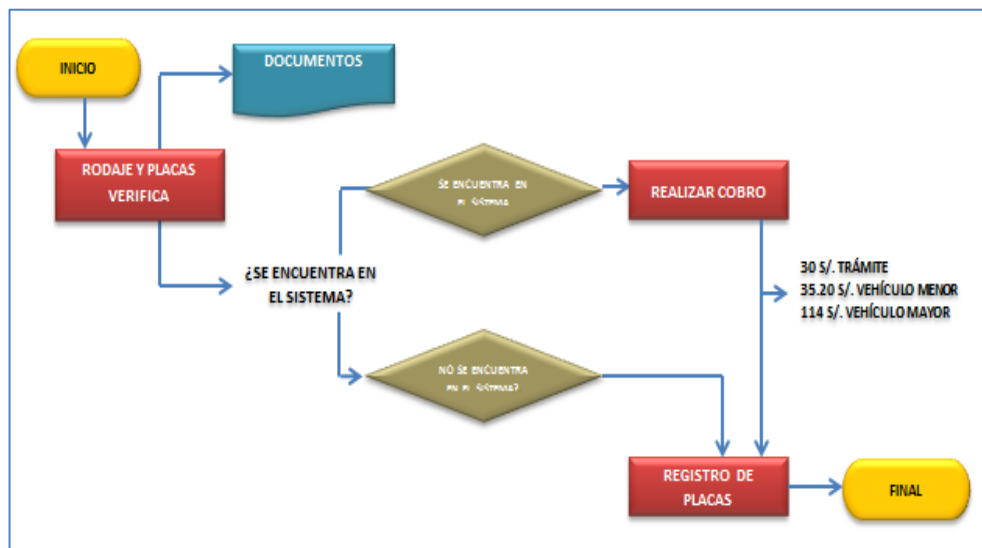 INICIO
DOCUMENTOS
RODAJE Y PLACAS
VERIFICA
SE ENCUENTRA EN
EL SISTEMA
REALIZAR COBRO
¿SE ENCUENTRA EN
EL SISTEMA?
30 S/. TRÁMITE
35.20 S/. VEHÍCULO MENOR
114 S/. VEHÍCULO MAYOR
NO SE ENCUENTRA
EN EL SISTEMA?
REGISTRO DE
PLACAS
FINAL